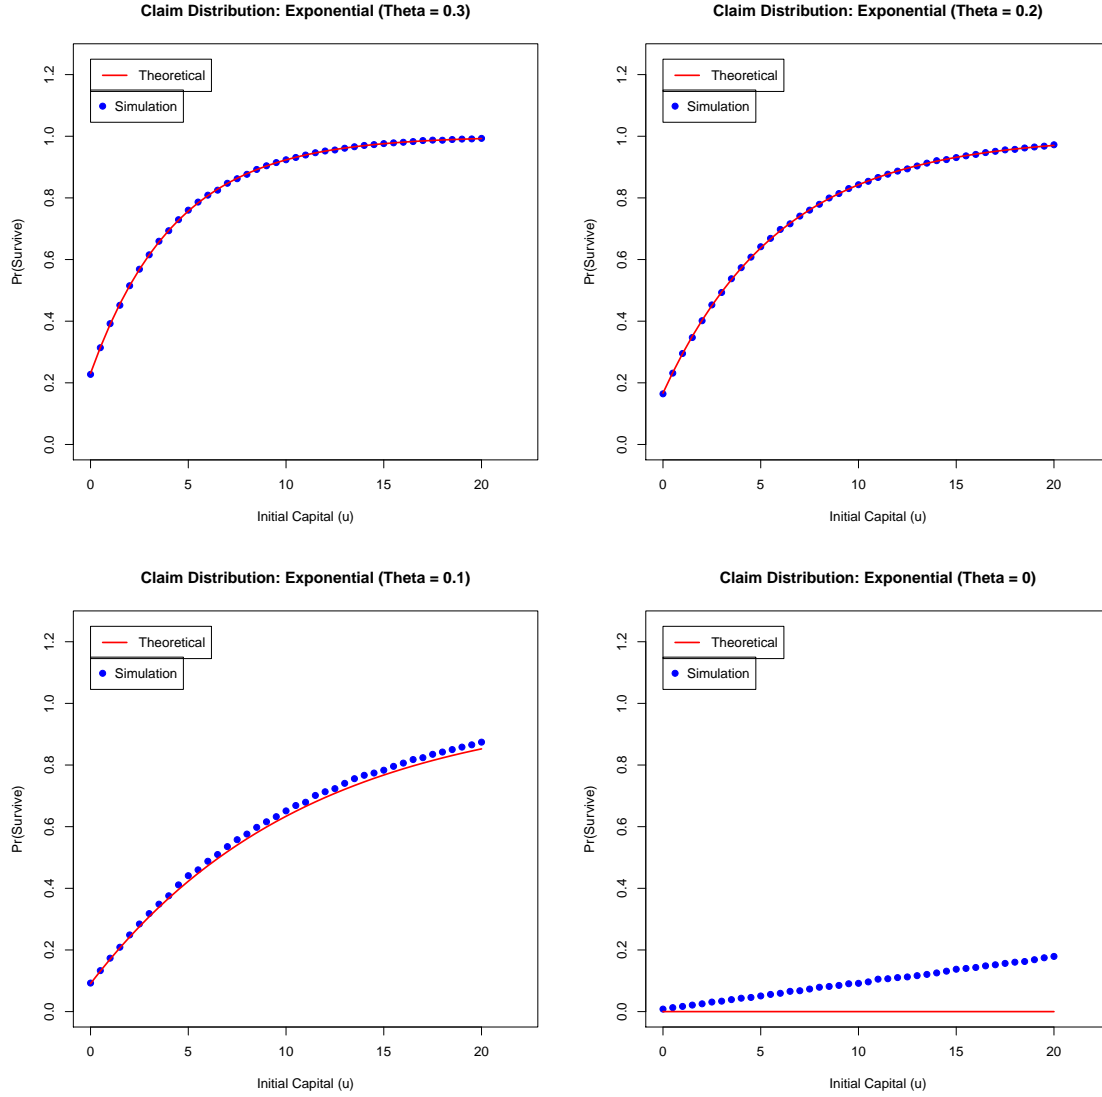 Claim Distribution: Exponential (Theta = 0.3)
Theoretical
Simulation
Pr(Survive)
0.0 0.2 0.4 0.6 0.8 1.0 1.2
0 5 10 15 20
Initial Capital (u)
Claim Distribution: Exponential (Theta = 0.2)
Theoretical
Simulation
Pr(Survive)
0.0 0.2 0.4 0.6 0.8 1.0 1.2
0 5 10 15 20
Initial Capital (u)
Claim Distribution: Exponential (Theta = 0.1)
Theoretical
Simulation
Pr(Survive)
0.0 0.2 0.4 0.6 0.8 1.0 1.2
0 5 10 15 20
Initial Capital (u)
Claim Distribution: Exponential (Theta = 0)
Theoretical
Simulation
Pr(Survive)
0.0 0.2 0.4 0.6 0.8 1.0 1.2
0 5 10 15 20
Initial Capital (u)